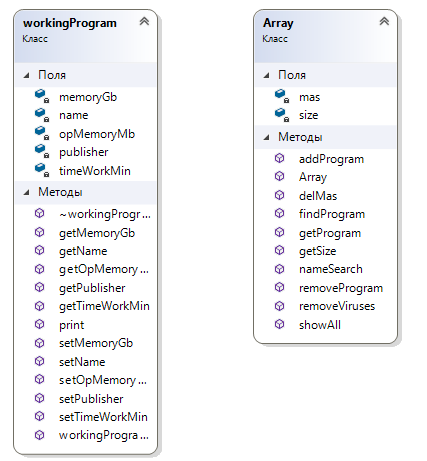 workingProgram
Класс
Поля
memoryGb
name
opMemoryMb
publisher
timeWorkMin
Методы
~workingProgr...
getMemoryGb
getName
getOpMemory...
getPublisher
getTimeWorkMin
print
setMemoryGb
setName
setOpMemory...
setPublisher
setTimeWorkMin
workingProgra...
Array
Класс
Поля
mas
size
Методы
addProgram
Array
delMas
findProgram
getProgram
getSize
nameSearch
removeProgram
removeViruses
showAll